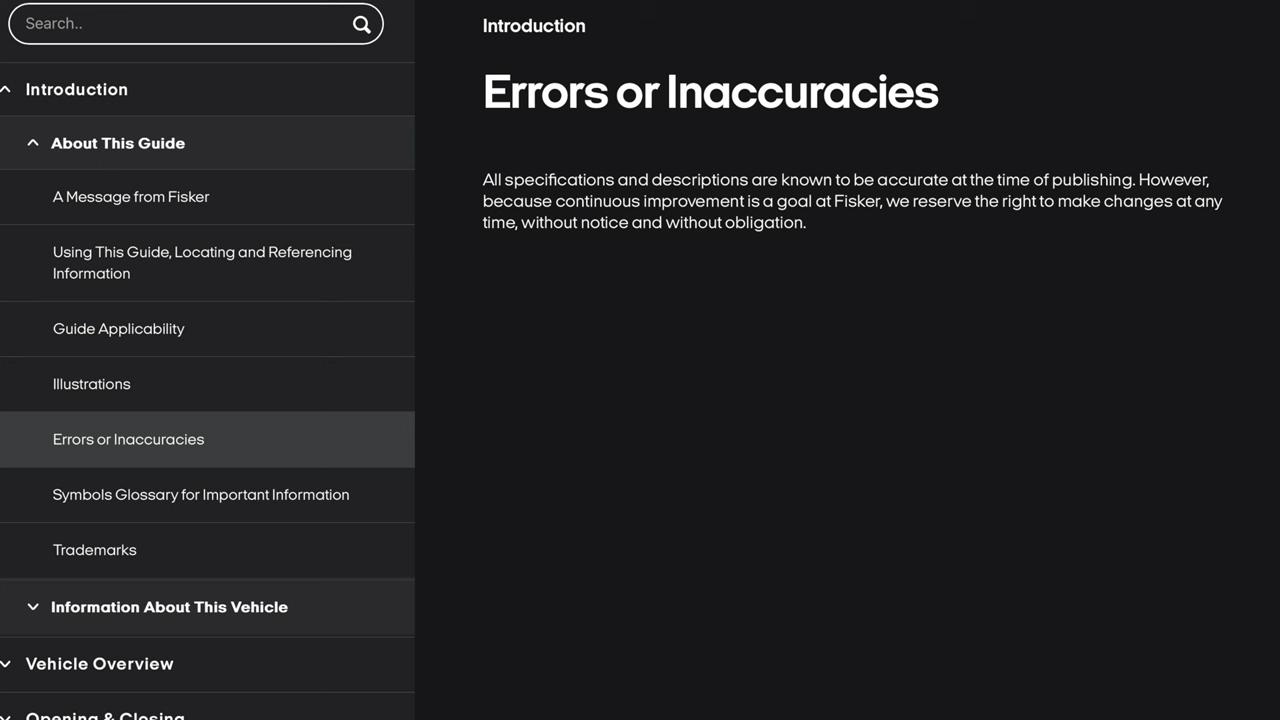 Search..
Introduction
About This Guide
A Message from Fisker
Using This Guide, Locating and Referencing
Information
Guide Applicability
Illustrations
Errors or Inaccuracies
Symbols Glossary for Important Information
Trademarks
Information About This Vehicle
Vehicle Overview
Opening & Closing
Introduction
Errors or Inaccuracies
All specifications and descriptions are known to be accurate at the time of publishing. However,
because continuous improvement is a goal at Fisker, we reserve the right to make changes at any
time, without notice and without obligation.